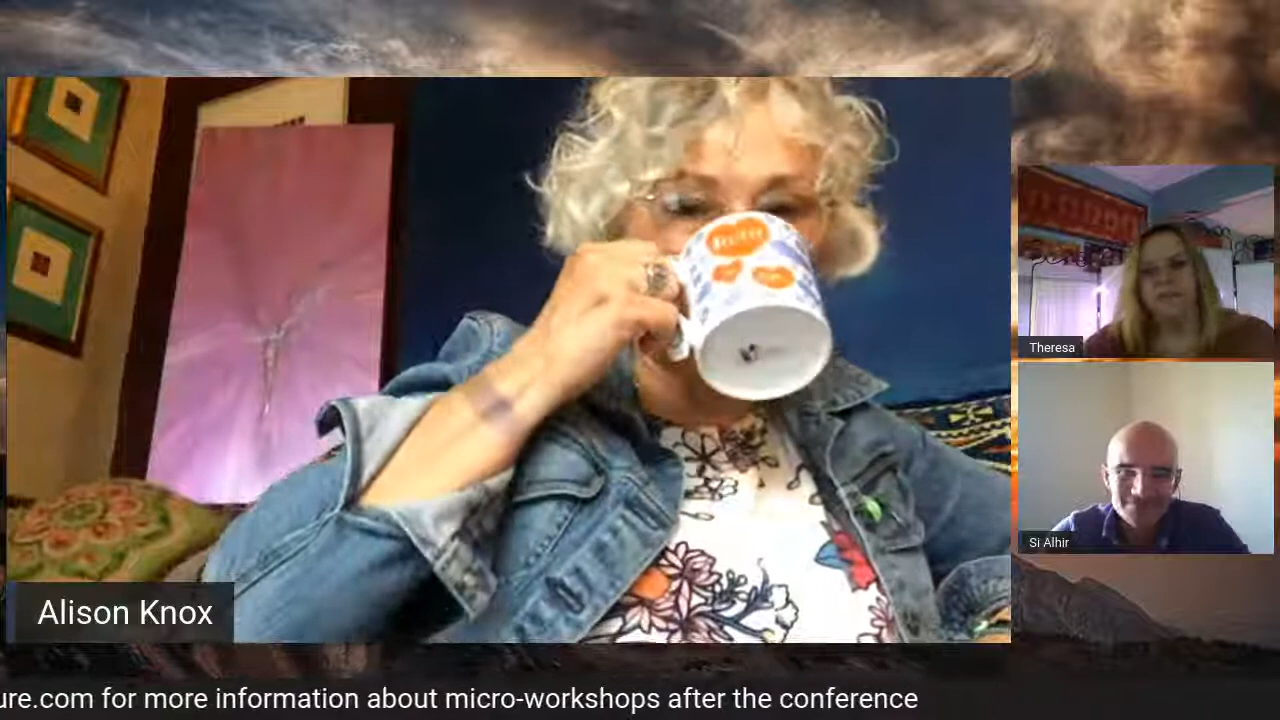 Theresa
Si Alhir
Alison Knox
ure.com for more information about micro-workshops after the conference